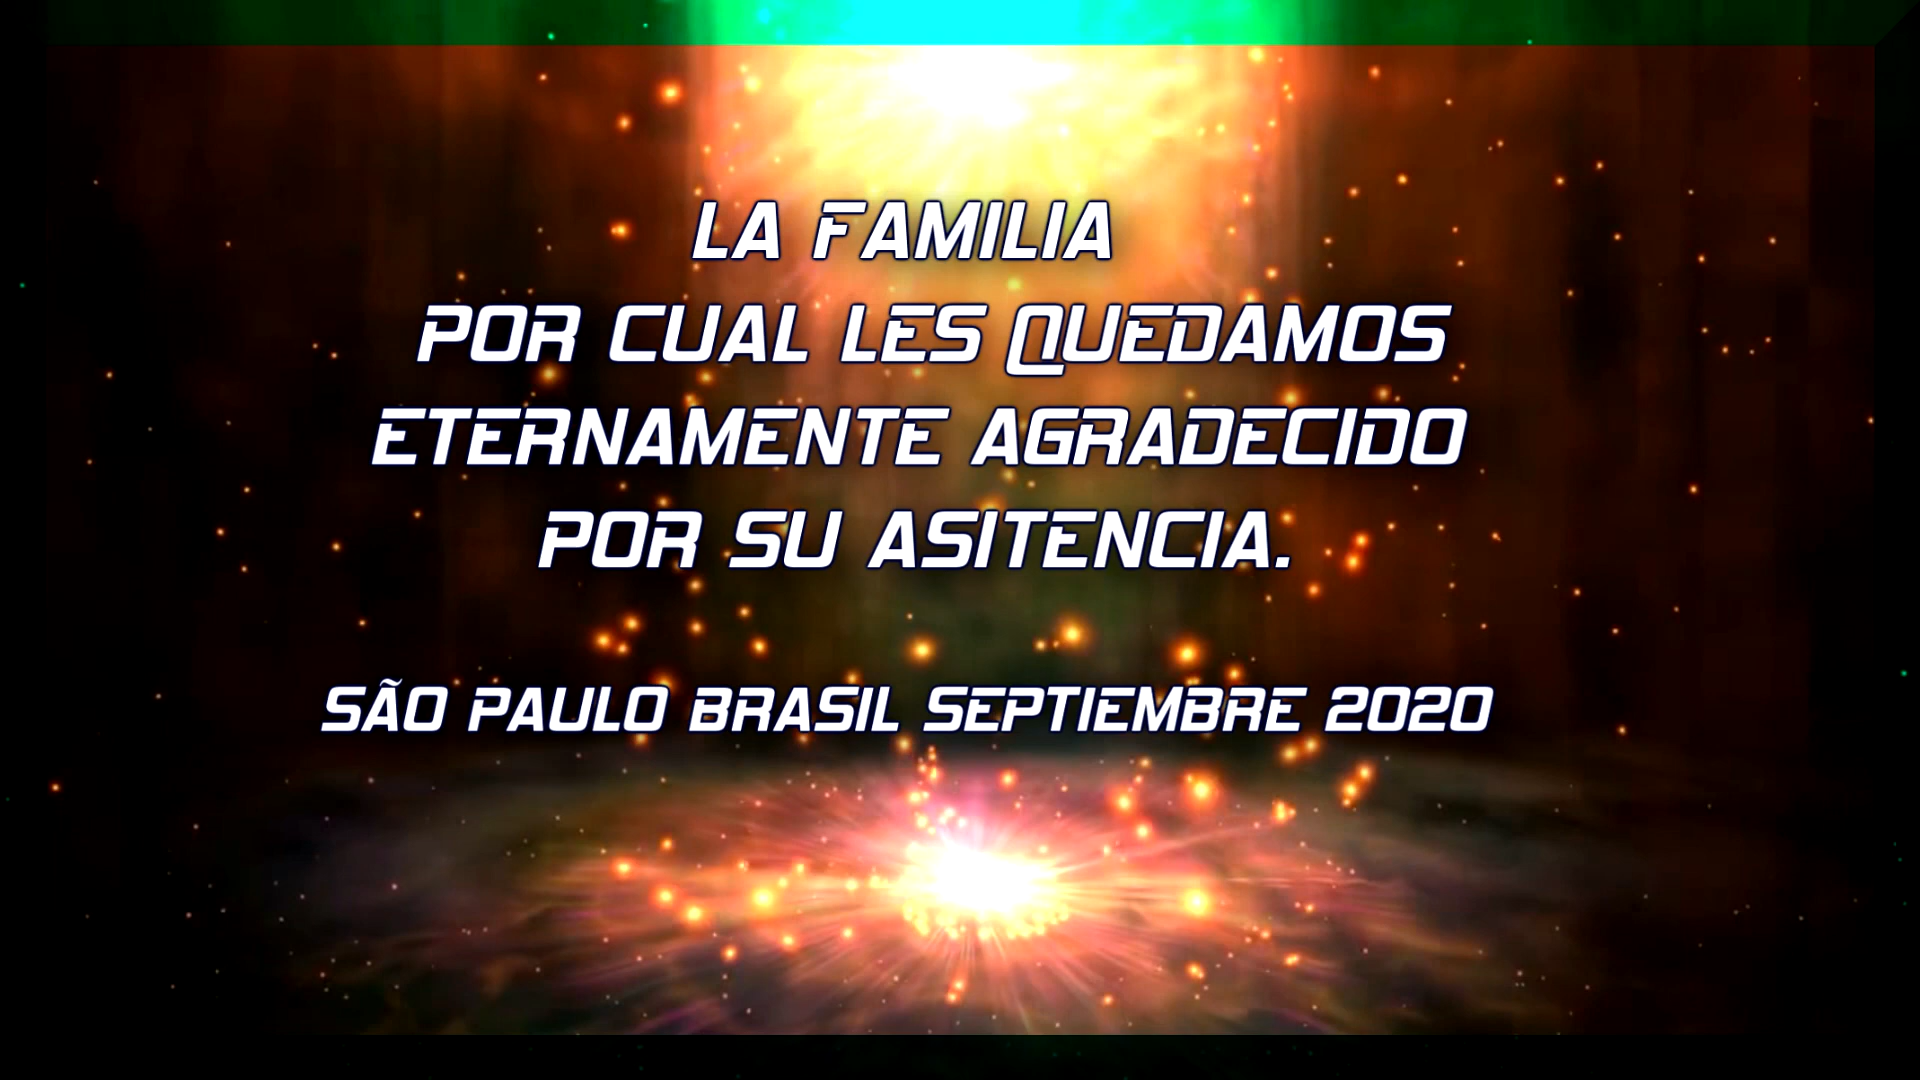 LA FAMILIA
POR CUAL LES QUEDAMOS
ETERNAMENTE AGRADECIDO
POR SU ASITENCIA.
SÃO PAULO BRASIL SEPTIEMBRE 2020